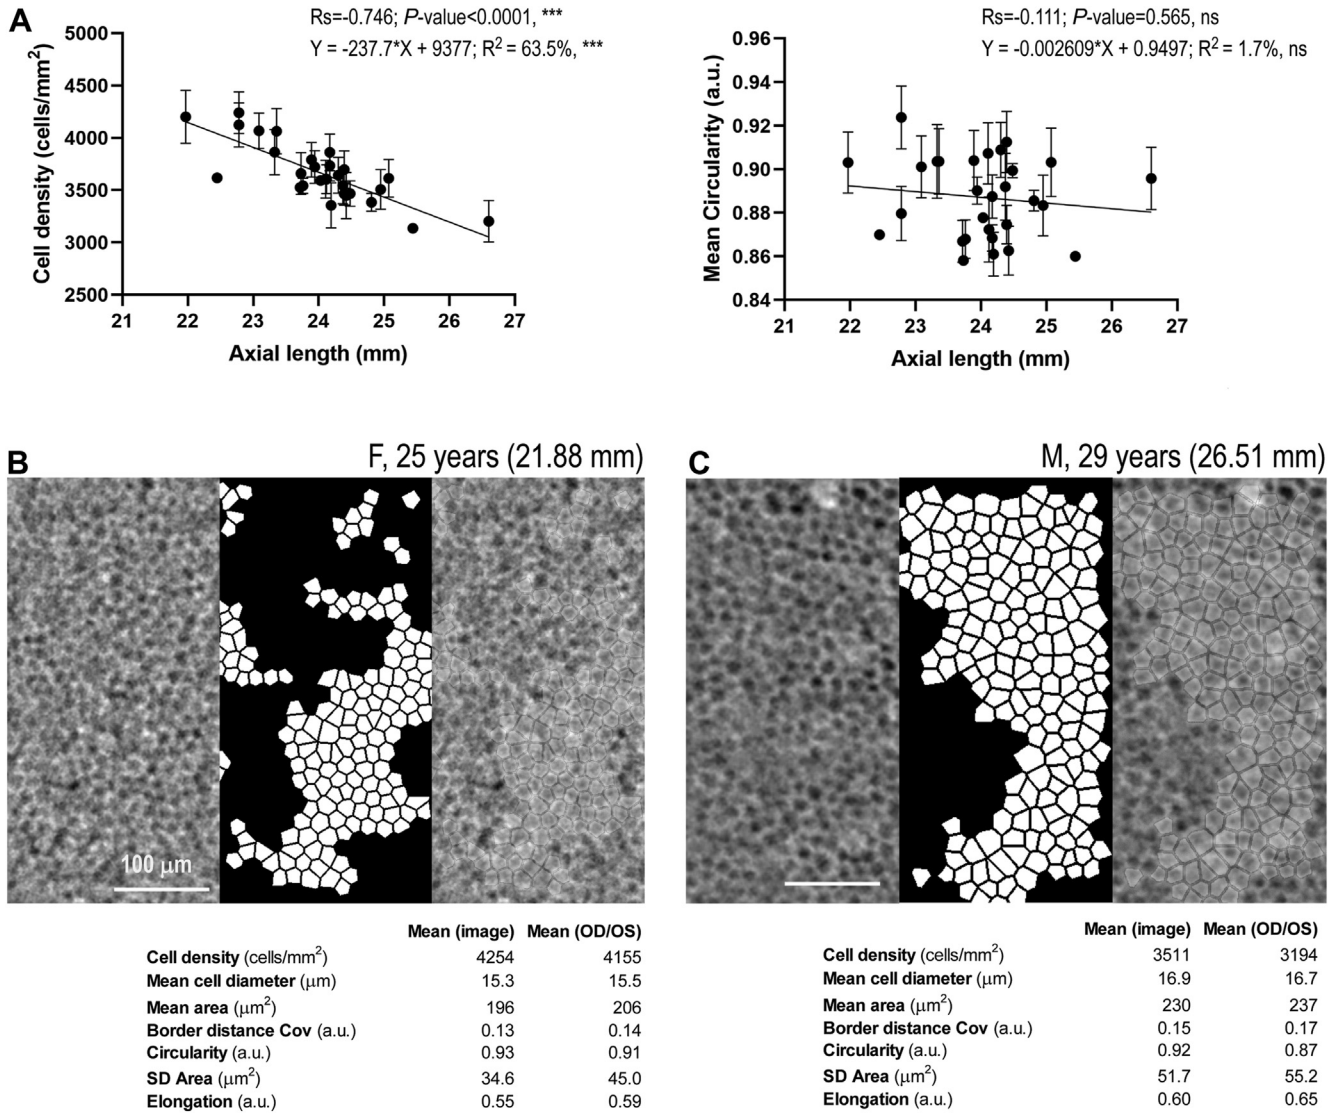 A
Rs=-0.746; P-value<0.0001, ***
Y = -237.7*X + 9377; R² = 63.5%, ***
Cell density (cells/mm²)
5000
4500
4000
3500
3000
2500
21 22 23 24 25 26 27
Axial length (mm)
Rs=-0.111; P-value=0.565, ns
Y = -0.002609*X + 0.9497; R² = 1.7%, ns
Mean Circularity (a.u.)
0.96
0.94
0.92
0.90
0.88
0.86
0.84
21 22 23 24 25 26 27
Axial length (mm)
B
F, 25 years (21.88 mm)
100 μm
Mean (image) Mean (OD/OS)
Cell density (cells/mm²) 4254 4155
Mean cell diameter (μm) 15.3 15.5
Mean area (μm²) 196 206
Border distance Cov (a.u.) 0.13 0.14
Circularity (a.u.) 0.93 0.91
SD Area (μm²) 34.6 45.0
Elongation (a.u.) 0.55 0.59
C
M, 29 years (26.51 mm)
Mean (image) Mean (OD/OS)
Cell density (cells/mm²) 3511 3194
Mean cell diameter (μm) 16.9 16.7
Mean area (μm²) 230 237
Border distance Cov (a.u.) 0.15 0.17
Circularity (a.u.) 0.92 0.87
SD Area (μm²) 51.7 55.2
Elongation (a.u.) 0.60 0.65